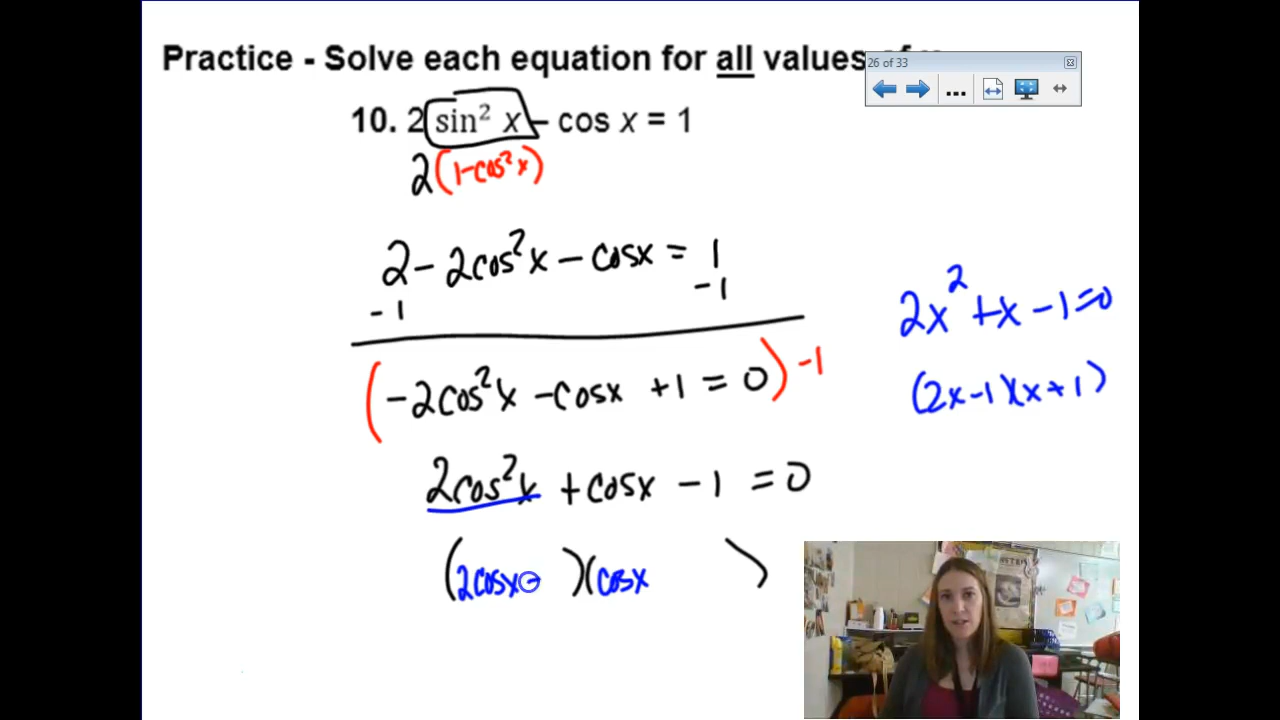 Practice - Solve each equation for all values
26 of 33
10. 2 sin² x - cos x = 1
2(1-cos²x)
2 - 2cos²x - cosx = 1
-1 -1
2x² + x - 1 = 0
(-2cos²x - cosx + 1 = 0) -1
(2x-1)(x+1)
2cos²x + cosx - 1 = 0
(2cosx )(cosx )